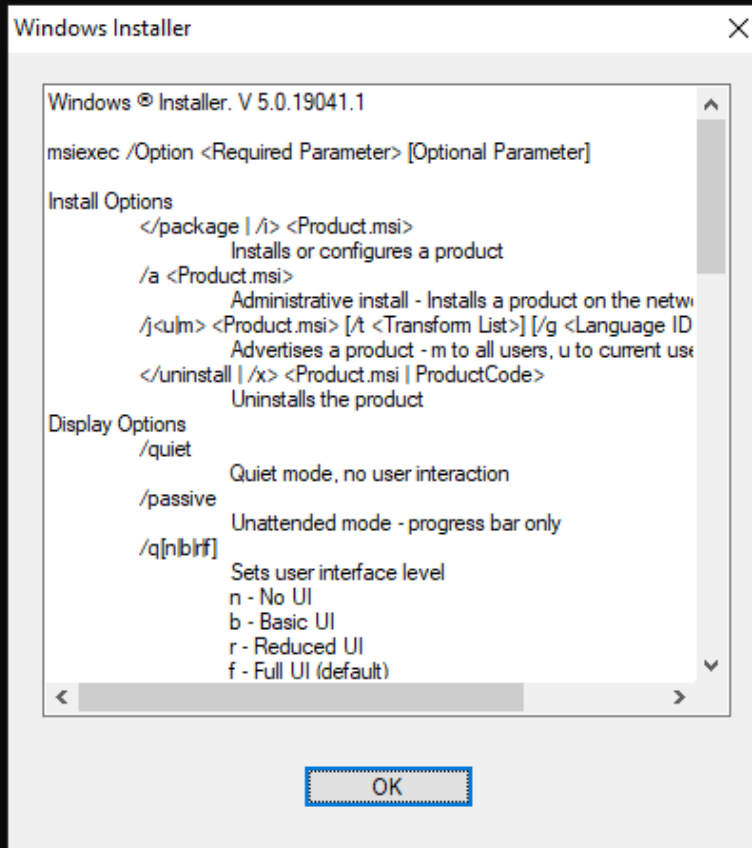 Windows Installer
Windows ® Installer. V 5.0.19041.1
msiexec /Option <Required Parameter> [Optional Parameter]
Install Options
</package | /i> <Product.msi>
Installs or configures a product
/a <Product.msi>
Administrative install - Installs a product on the netw
/j<u|m> <Product.msi> [/t <Transform List>] [/g <Language ID
Advertises a product - m to all users, u to current use
</uninstall | /x> <Product.msi | ProductCode>
Uninstalls the product
Display Options
/quiet
Quiet mode, no user interaction
/passive
Unattended mode - progress bar only
/q[n|b|r|f]
Sets user interface level
n - No UI
b - Basic UI
r - Reduced UI
f - Full UI (default)
OK